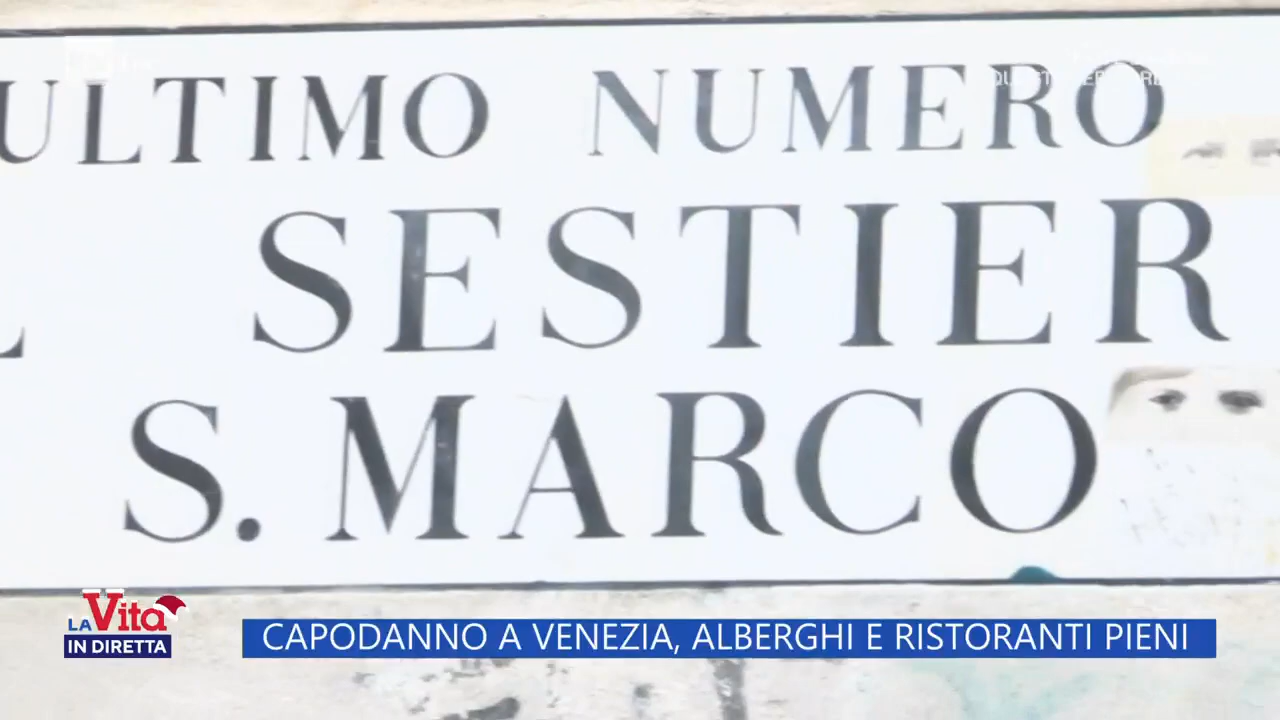 ULTIMO NUMERO
SESTIER
S. MARCO
LA Vita
IN DIRETTA
CAPODANNO A VENEZIA, ALBERGHI E RISTORANTI PIENI